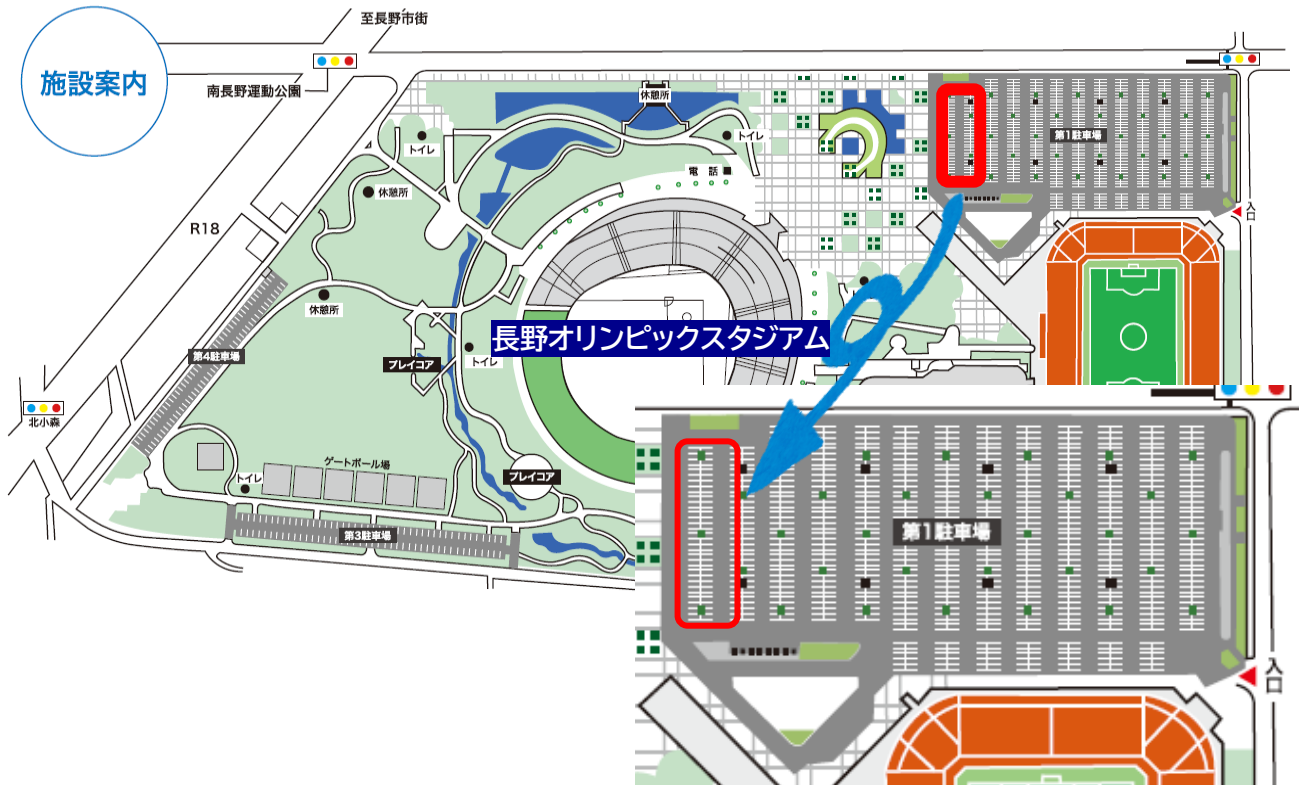 施設案内
至長野市街
南長野運動公園
休憩所
トイレ
トイレ
第1駐車場
電 話
休憩所
入口
R18
休憩所
長野オリンピックスタジアム
第4駐車場
プレイコア
トイレ
北小森
ゲートボール場
プレイコア
トイレ
第3駐車場
第1駐車場
入口